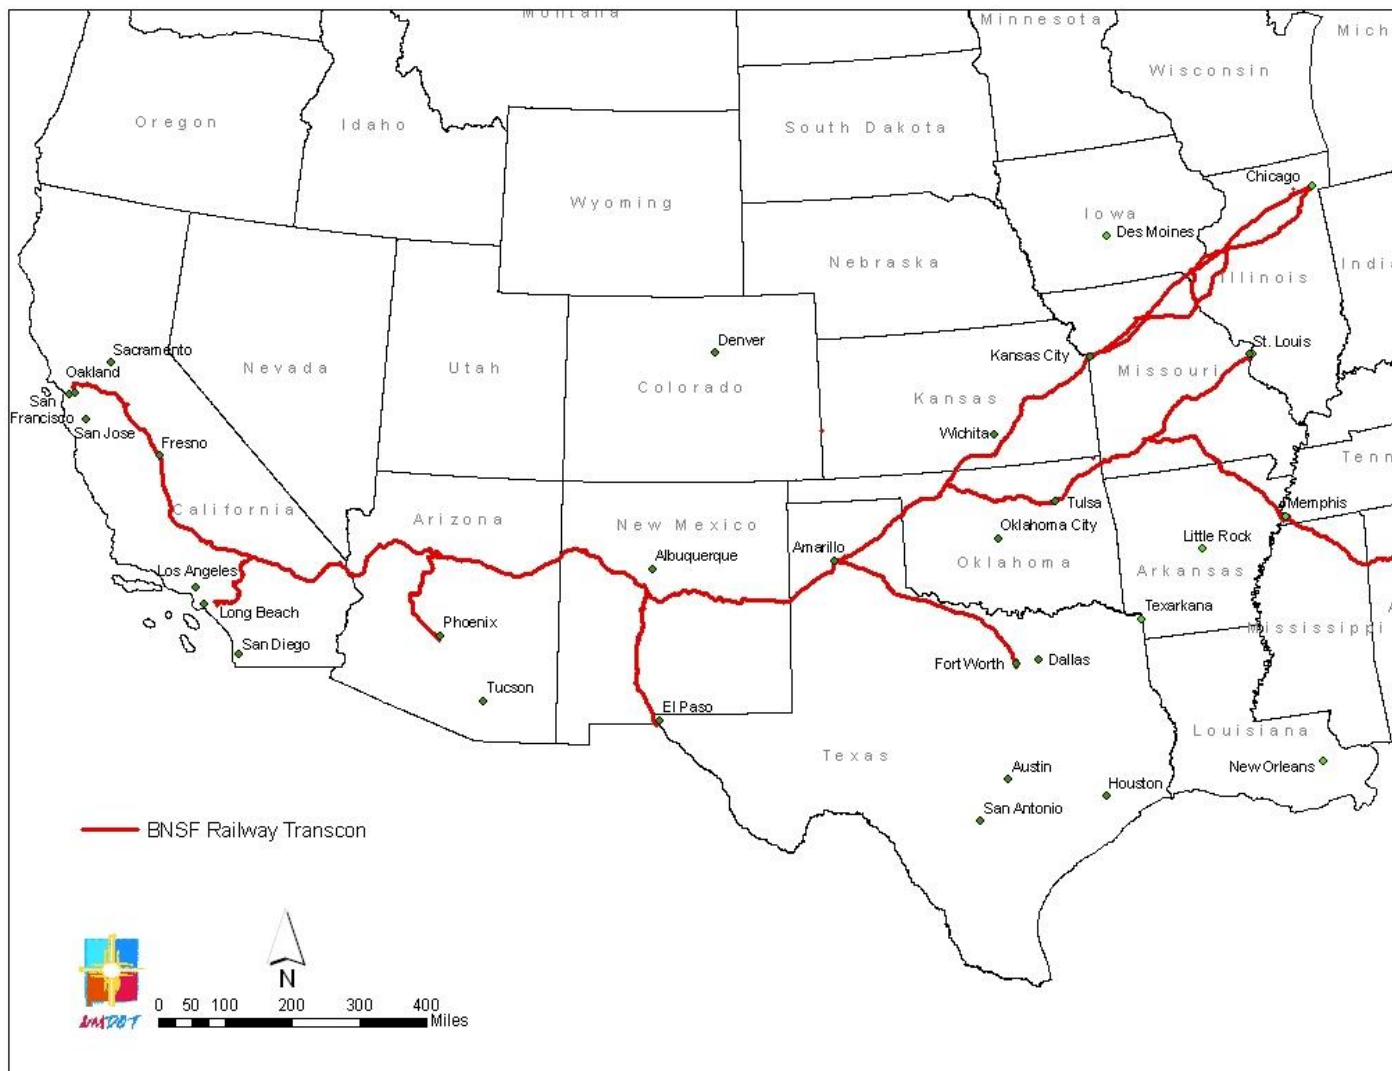 Montana
Minnesota
Mich
Wisconsin
Oregon
Idaho
South Dakota
Chicago
Wyoming
Iowa
Des Moines
Nebraska
Illinois
India
Sacramento
Denver
St. Louis
Kansas City
Oakland
Nevada
Utah
Colorado
Missouri
San
Francisco
Kansas
San Jose
Wichita
Fresno
Tenn
California
Arizona
New Mexico
Tulsa
Memphis
Oklahoma City
Albuquerque
Amarillo
Little Rock
Oklahoma
Los Angeles
Arkansas
Long Beach
Texarkana
Phoenix
Mississippi
San Diego
Fort Worth
Dallas
Tucson
El Paso
Louisiana
Texas
Austin
New Orleans
Houston
San Antonio
BNSF Railway Transcon
N
0 50 100 200 300 400
Miles
NMDOT